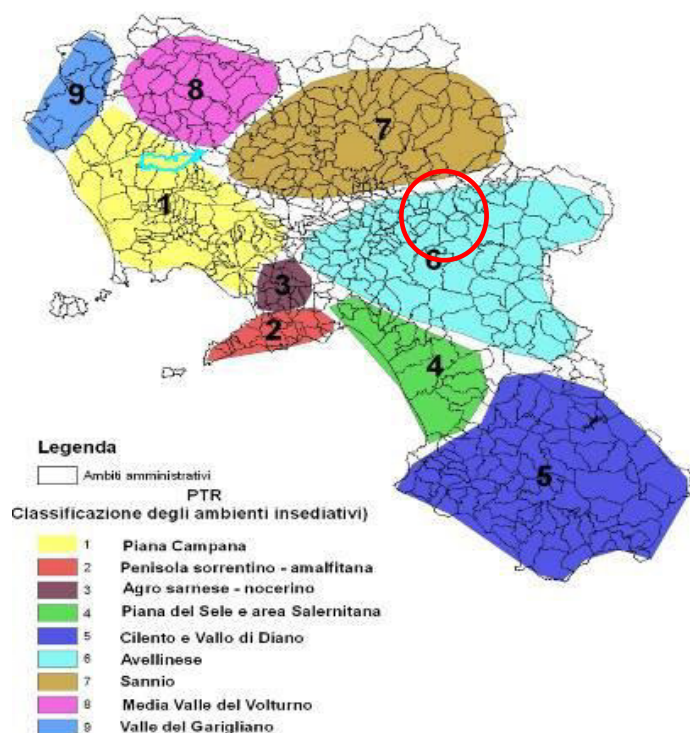 9
8
7
1
6
3
2
4
5
Legenda
Ambiti amministrativi
PTR
Classificazione degli ambienti insediativi)
1 Piana Campana
2 Penisola sorrentino - amalfitana
3 Agro sarnese - nocerino
4 Piana del Sele e area Salernitana
5 Cilento e Vallo di Diano
6 Avellinese
7 Sannio
8 Media Valle del Volturno
9 Valle del Garigliano